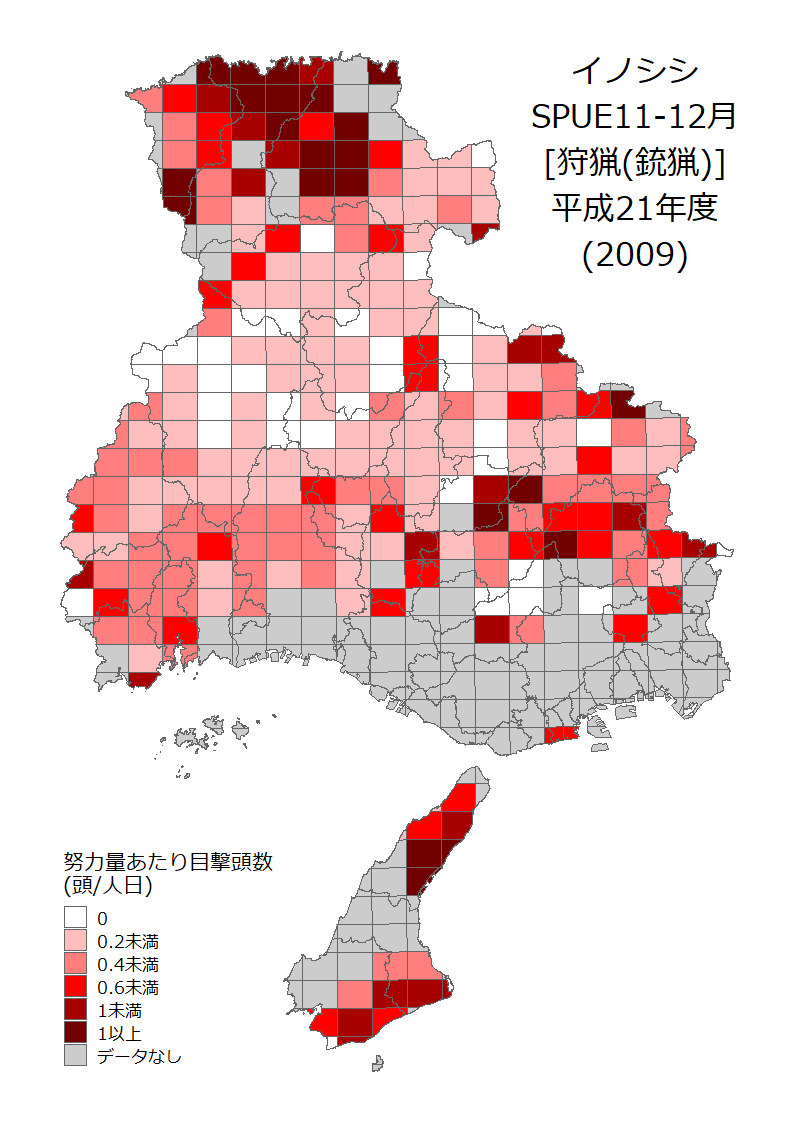 イノシシ
SPUE11-12月
[狩猟(銃猟)]
平成21年度
(2009)
努力量あたり目撃頭数
(頭/人日)
0
0.2未満
0.4未満
0.6未満
1未満
1以上
データなし